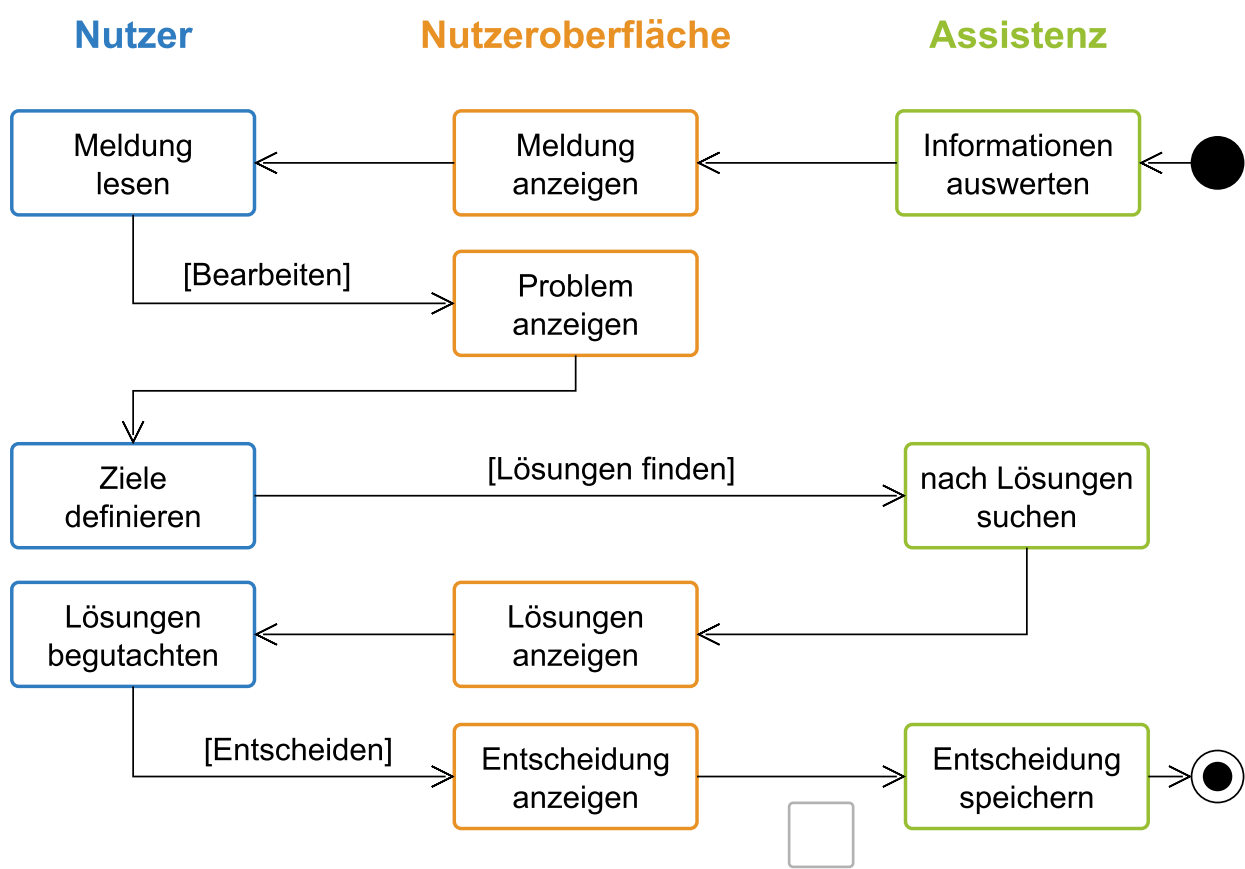 Nutzer
Nutzeroberfläche
Assistenz
Meldung
lesen
Meldung
anzeigen
Informationen
auswerten
[Bearbeiten]
Problem
anzeigen
Ziele
definieren
[Lösungen finden]
nach Lösungen
suchen
Lösungen
begutachten
Lösungen
anzeigen
[Entscheiden]
Entscheidung
anzeigen
Entscheidung
speichern